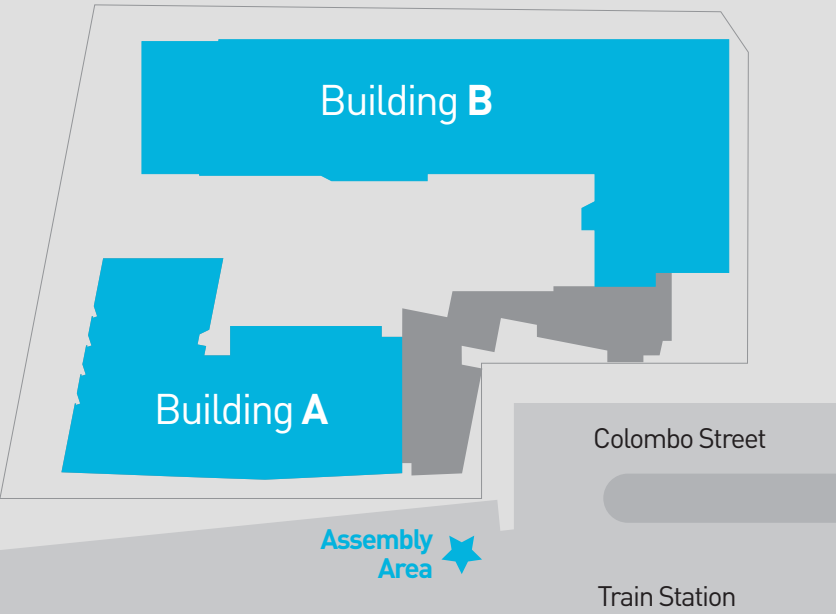 Building B
Building A
Colombo Street
Assembly
Area
Train Station